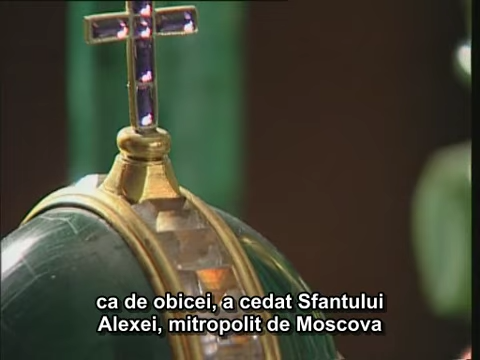 ca de obicei, a cedat Sfantului
Alexei, mitropolit de Moscova